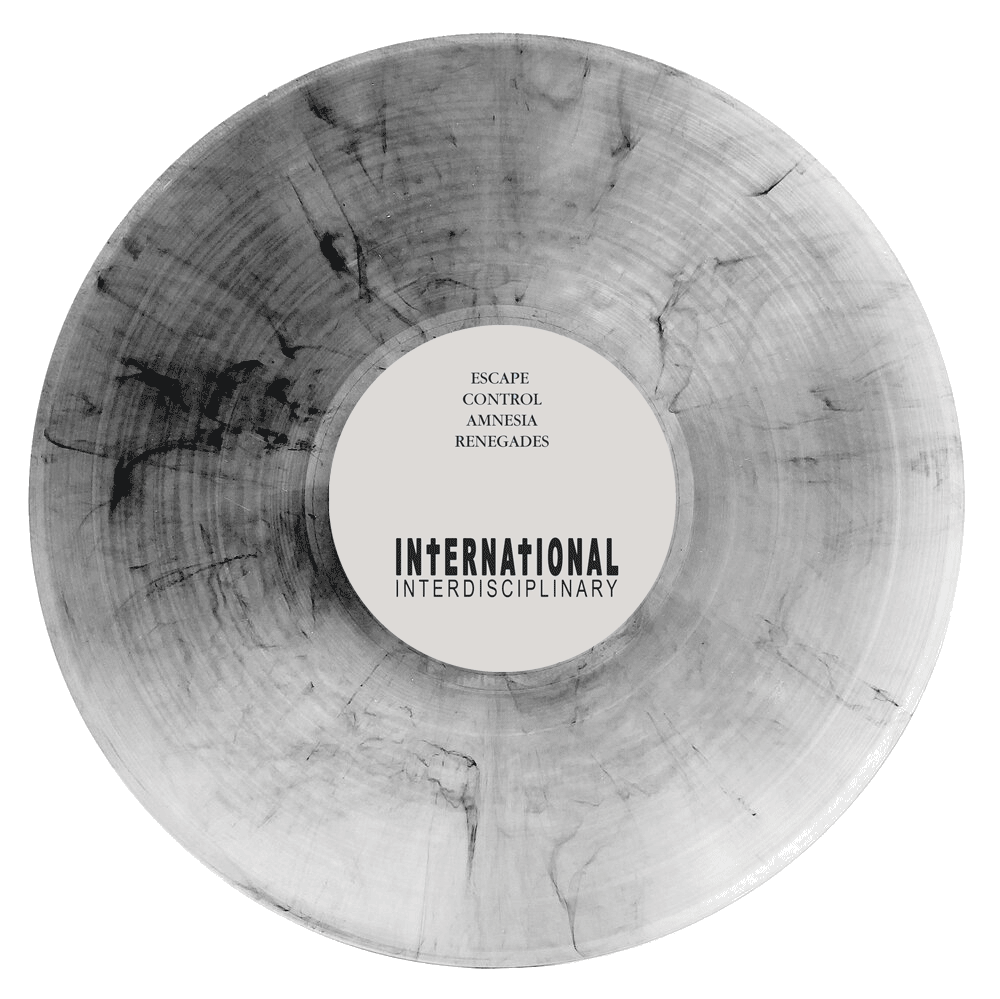 ESCAPE
CONTROL
AMNESIA
RENEGADES
INTERNATIONAL
INTERDISCIPLINARY